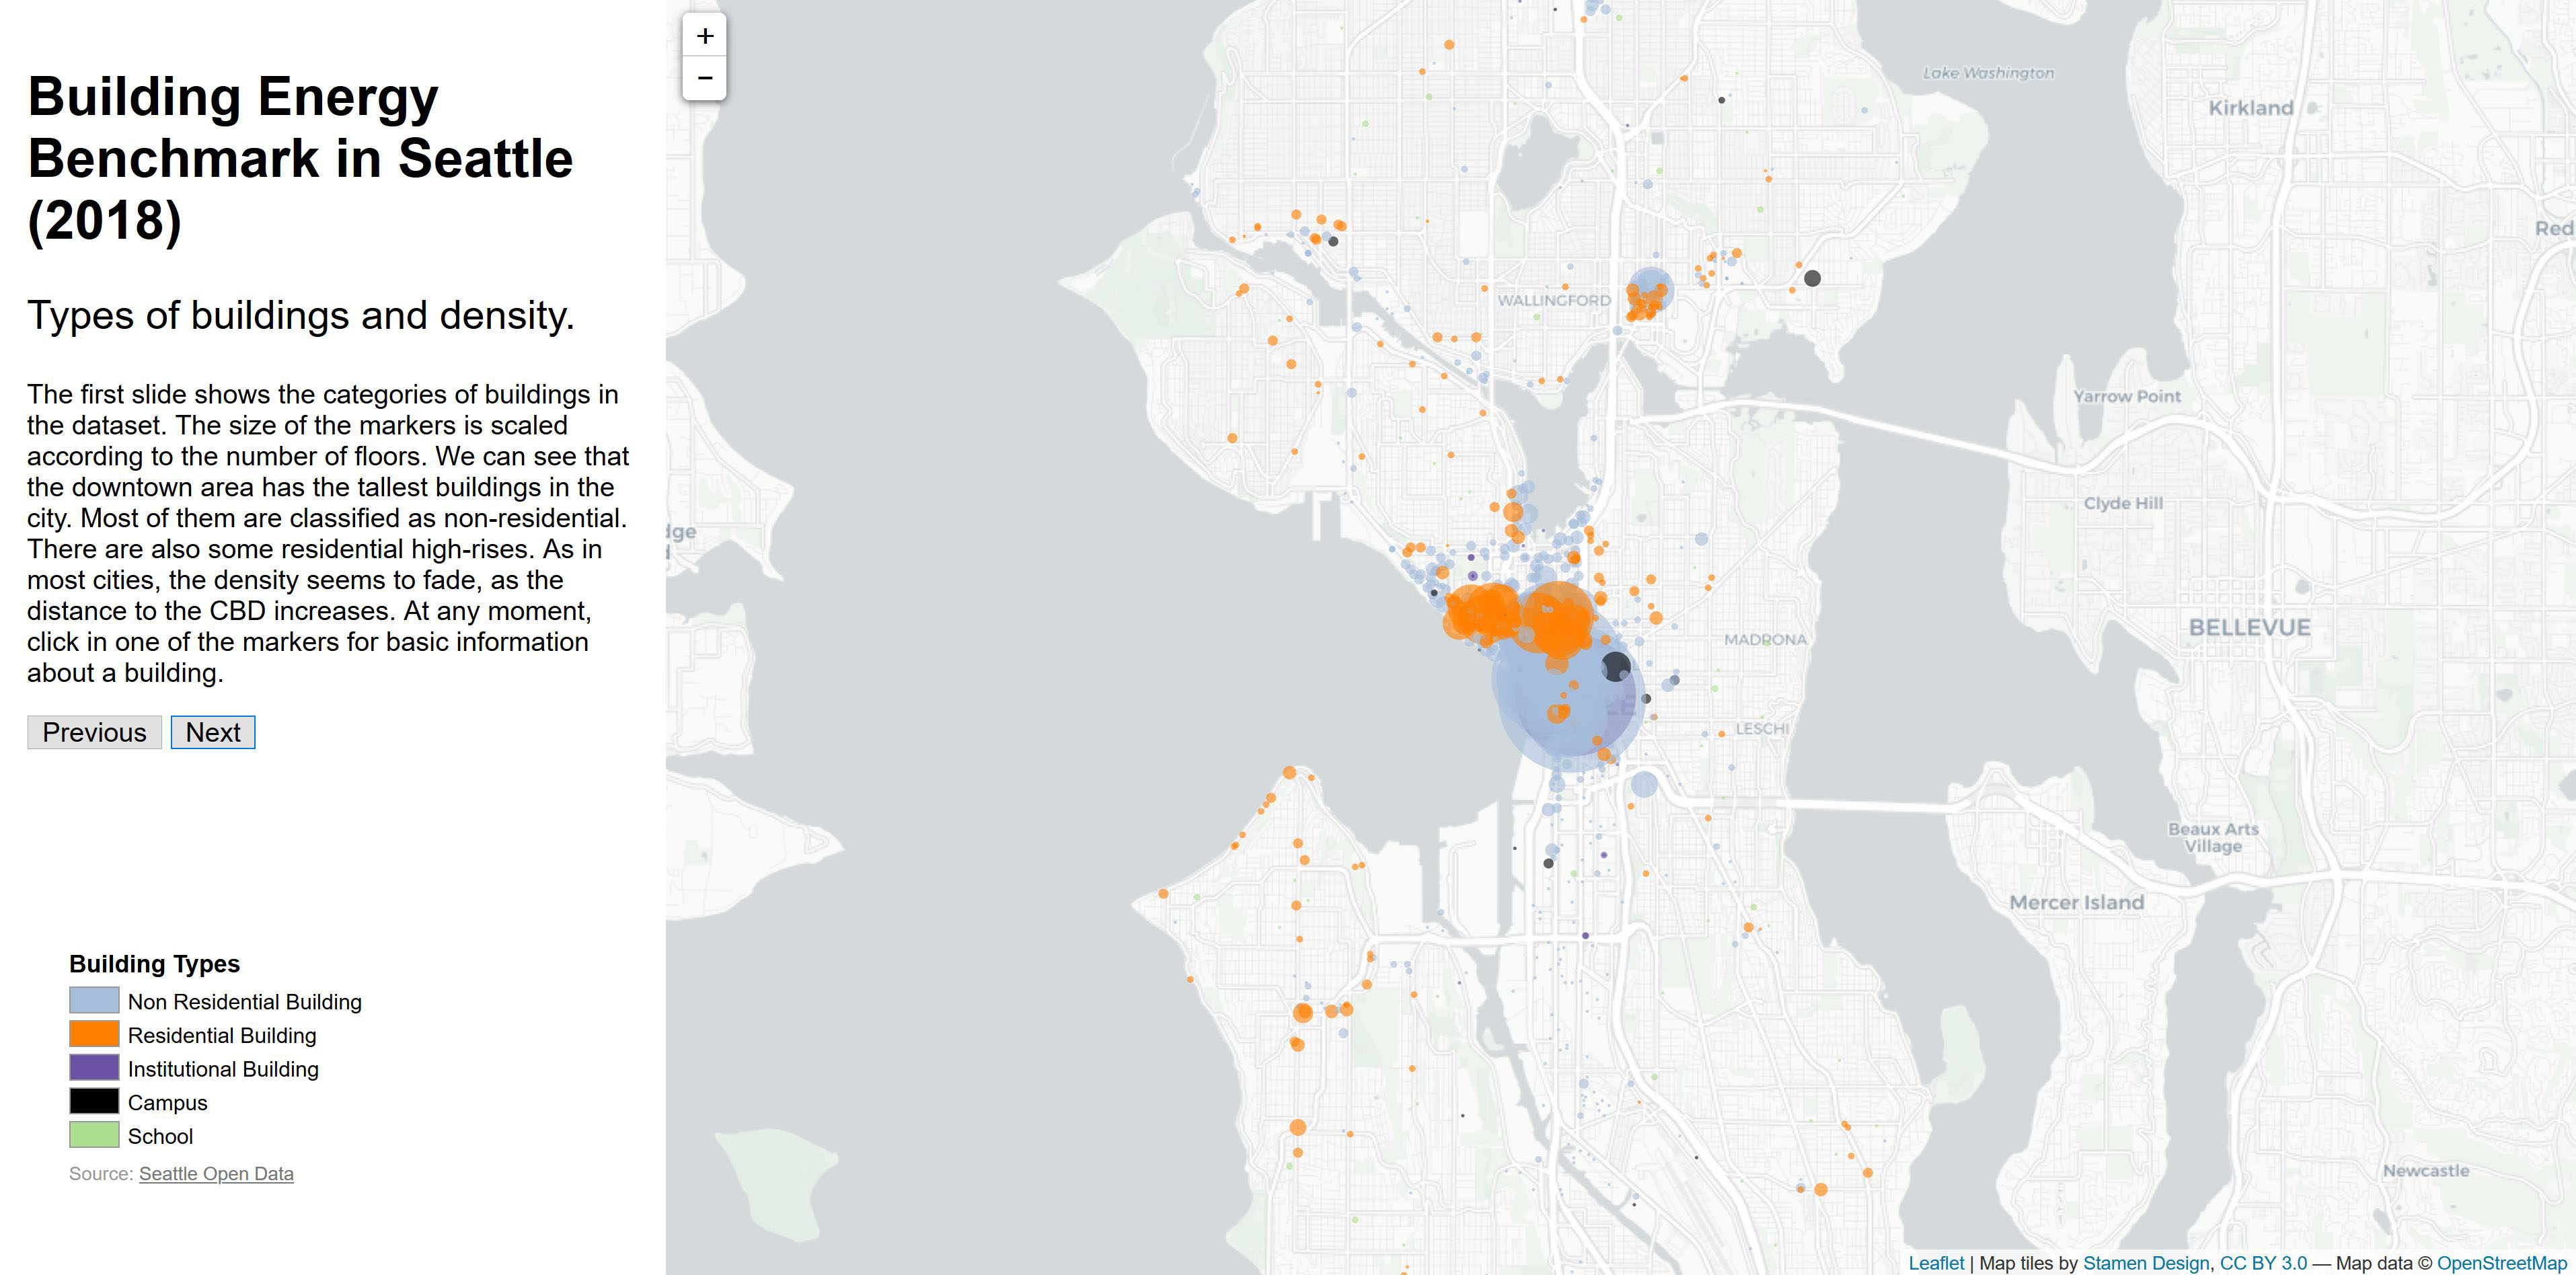 Building Energy
Benchmark in Seattle
(2018)
Types of buildings and density.
The first slide shows the categories of buildings in
the dataset. The size of the markers is scaled
according to the number of floors. We can see that
the downtown area has the tallest buildings in the
city. Most of them are classified as non-residential.
There are also some residential high-rises. As in
most cities, the density seems to fade, as the
distance to the CBD increases. At any moment,
click in one of the markers for basic information
about a building.
Previous
Next
Building Types
Non Residential Building
Residential Building
Institutional Building
Campus
School
Source: Seattle Open Data
+
−
Lake Washington
Kirkland
Red
WALLINGFORD
Yarrow Point
Clyde Hill
dge
BELLEVUE
MADRONA
LE
LESCHI
Beaux Arts
Village
Mercer Island
Newcastle
Leaflet | Map tiles by Stamen Design, CC BY 3.0 — Map data © OpenStreetMap